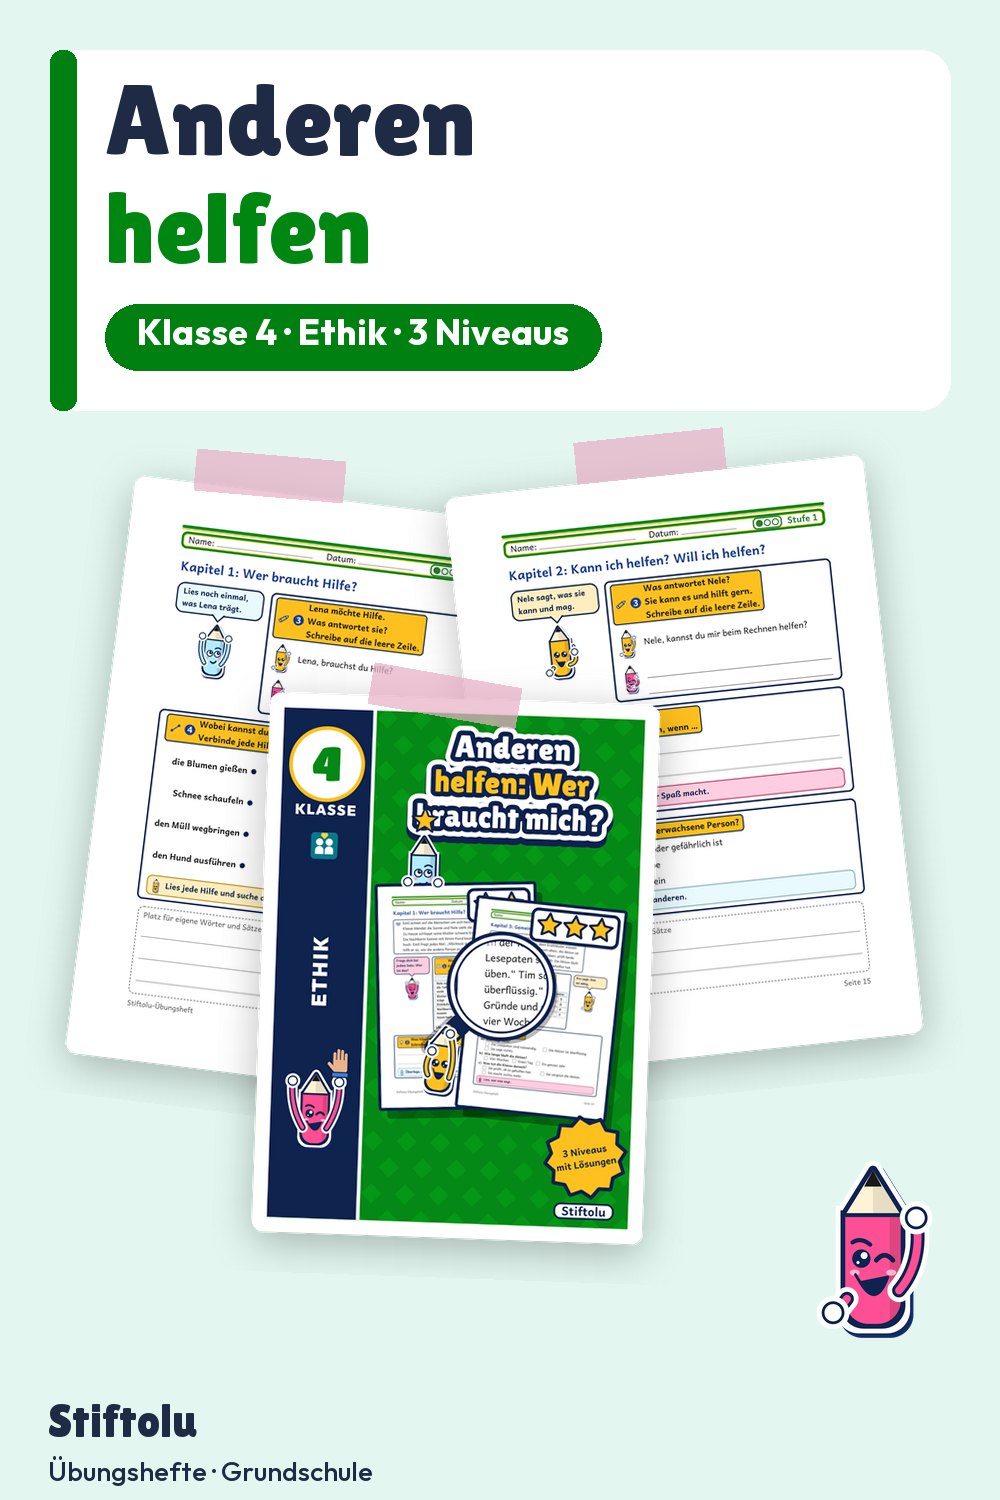 Anderen
helfen
Klasse 4 · Ethik · 3 Niveaus
Name:
Datum:
Kapitel 1: Wer braucht Hilfe?
Lies noch einmal,
was Lena trägt.
3
Lena möchte Hilfe.
Was antwortet sie?
Schreibe auf die leere Zeile.
Lena, brauchst du Hilfe?
4
Wobei kannst du
Verbinde jede Hil
die Blumen gießen
Schnee schaufeln
den Müll wegbringen
den Hund ausführen
Lies jede Hilfe und suche d
Platz für eigene Wörter und Sätze
Stiftolu-Übungsheft
Name:
Datum:
Stufe 1
Kapitel 2: Kann ich helfen? Will ich helfen?
Nele sagt, was sie
kann und mag.
3
Was antwortet Nele?
Sie kann es und hilft gern.
Schreibe auf die leere Zeile.
Nele, kannst du mir beim Rechnen helfen?
, wenn ...
Spaß macht.
erwachsene Person?
der gefährlich ist
ein
anderen.
Sätze
Seite 15
4
KLASSE
ETHIK
Anderen
helfen: Wer
braucht mich?
Kapitel 1: Wer braucht Hilfe?
der
Lesepaten s
üben." Tim sa
überflüssig."
Gründe und
vier Woch
3 Niveaus
mit Lösungen
Stiftolu
Stiftolu
Übungshefte · Grundschule